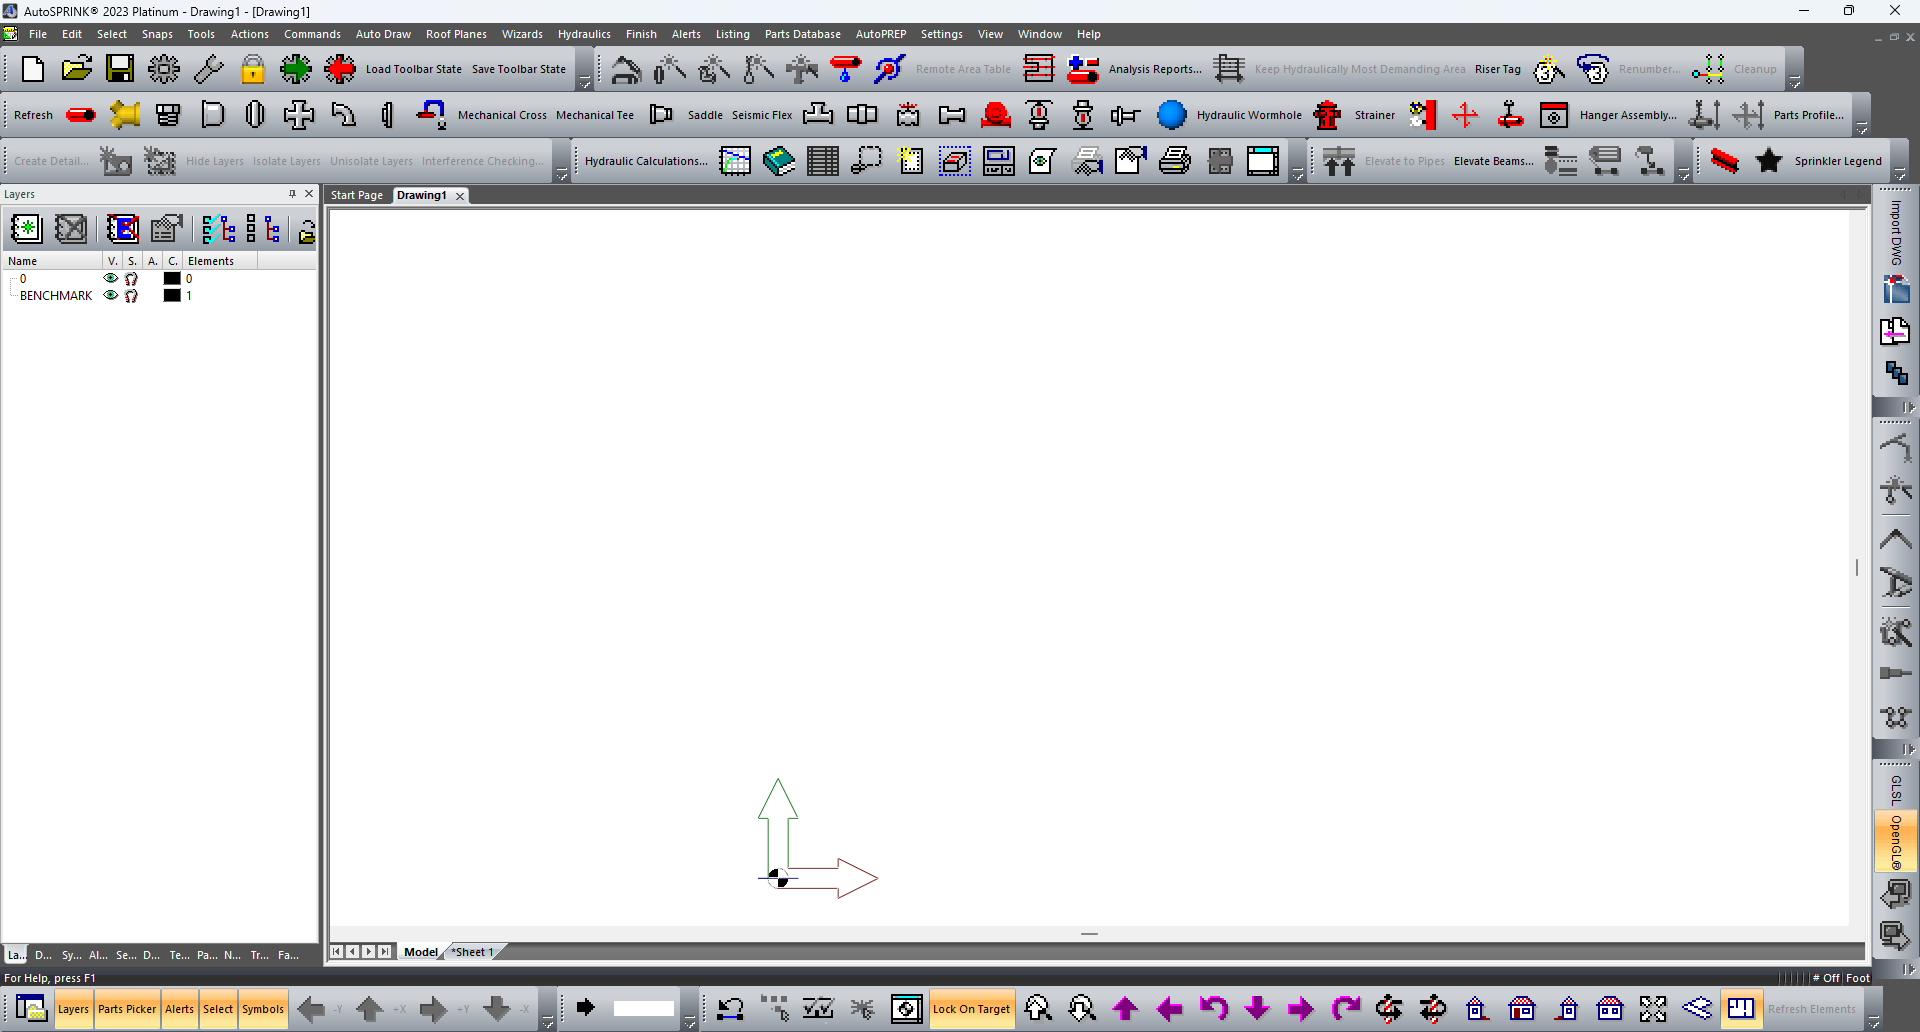 AutoSPRINK® 2023 Platinum - Drawing1 - [Drawing1]
File Edit Select Snaps Tools Actions Commands Auto Draw Roof Planes Wizards Hydraulics Finish Alerts Listing Parts Database AutoPREP Settings View Window Help
Load Toolbar State Save Toolbar State Remote Area Table Analysis Reports... Keep Hydraulically Most Demanding Area Riser Tag Renumber... Cleanup
Refresh Mechanical Cross Mechanical Tee Saddle Seismic Flex Hydraulic Wormhole Strainer Hanger Assembly... Parts Profile...
Create Detail... Hide Layers Isolate Layers Unisolate Layers Interference Checking... Hydraulic Calculations... Elevate to Pipes Elevate Beams... Sprinkler Legend
Layers
Start Page Drawing1
Import DWG
Name V. S. A. C. Elements
0 0
BENCHMARK 1
GLSL
OpenGL®
Model *Sheet 1
La... D... Sy... Al... Se... D... Te... Pa... N... Tr... Fa...
For Help, press F1
# Off Foot
Layers Parts Picker Alerts Select Symbols -Y +X +Y -X Lock On Target Refresh Elements